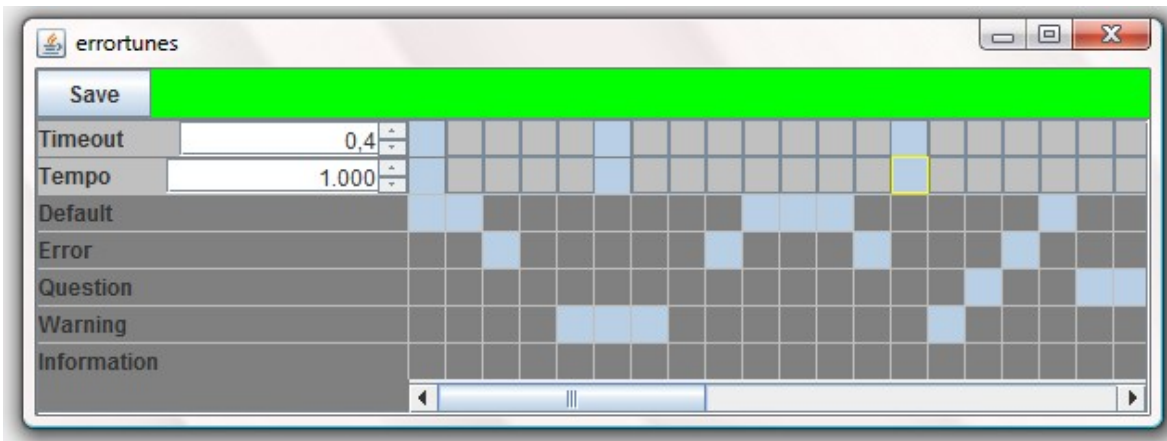 errortunes
Save
Timeout 0,4
Tempo 1.000
Default
Error
Question
Warning
Information